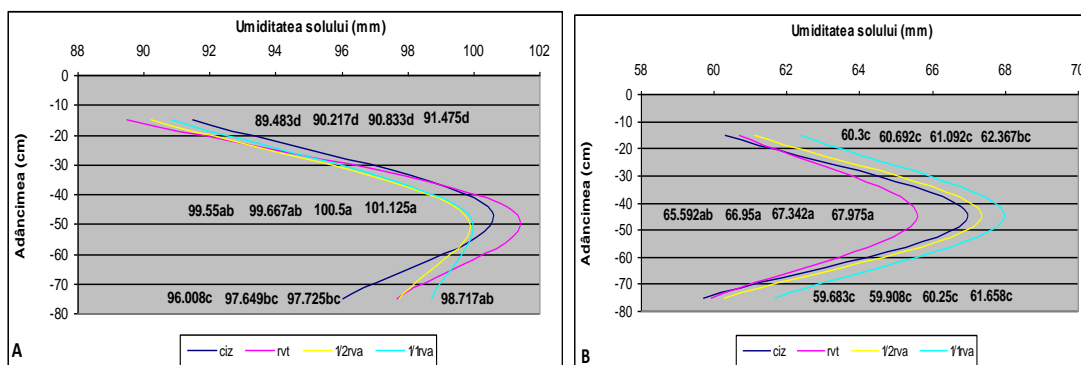 Umiditatea solului (mm)
88 90 92 94 96 98 100 102
0
-10
-20
-30
-40
-50
-60
-70
-80
Adâncimea (cm)
89.483d 90.217d 90.833d 91.475d
99.55ab 99.667ab 100.5a 101.125a
96.008c 97.649bc 97.725bc 98.717ab
ciz rvt 1/2rva 1/1rva
A
Umiditatea solului (mm)
58 60 62 64 66 68 70
0
-10
-20
-30
-40
-50
-60
-70
-80
Adâncimea (cm)
60.3c 60.692c 61.092c 62.367bc
65.592ab 66.95a 67.342a 67.975a
59.683c 59.908c 60.25c 61.658c
ciz rvt 1/2rva 1/1rva
B